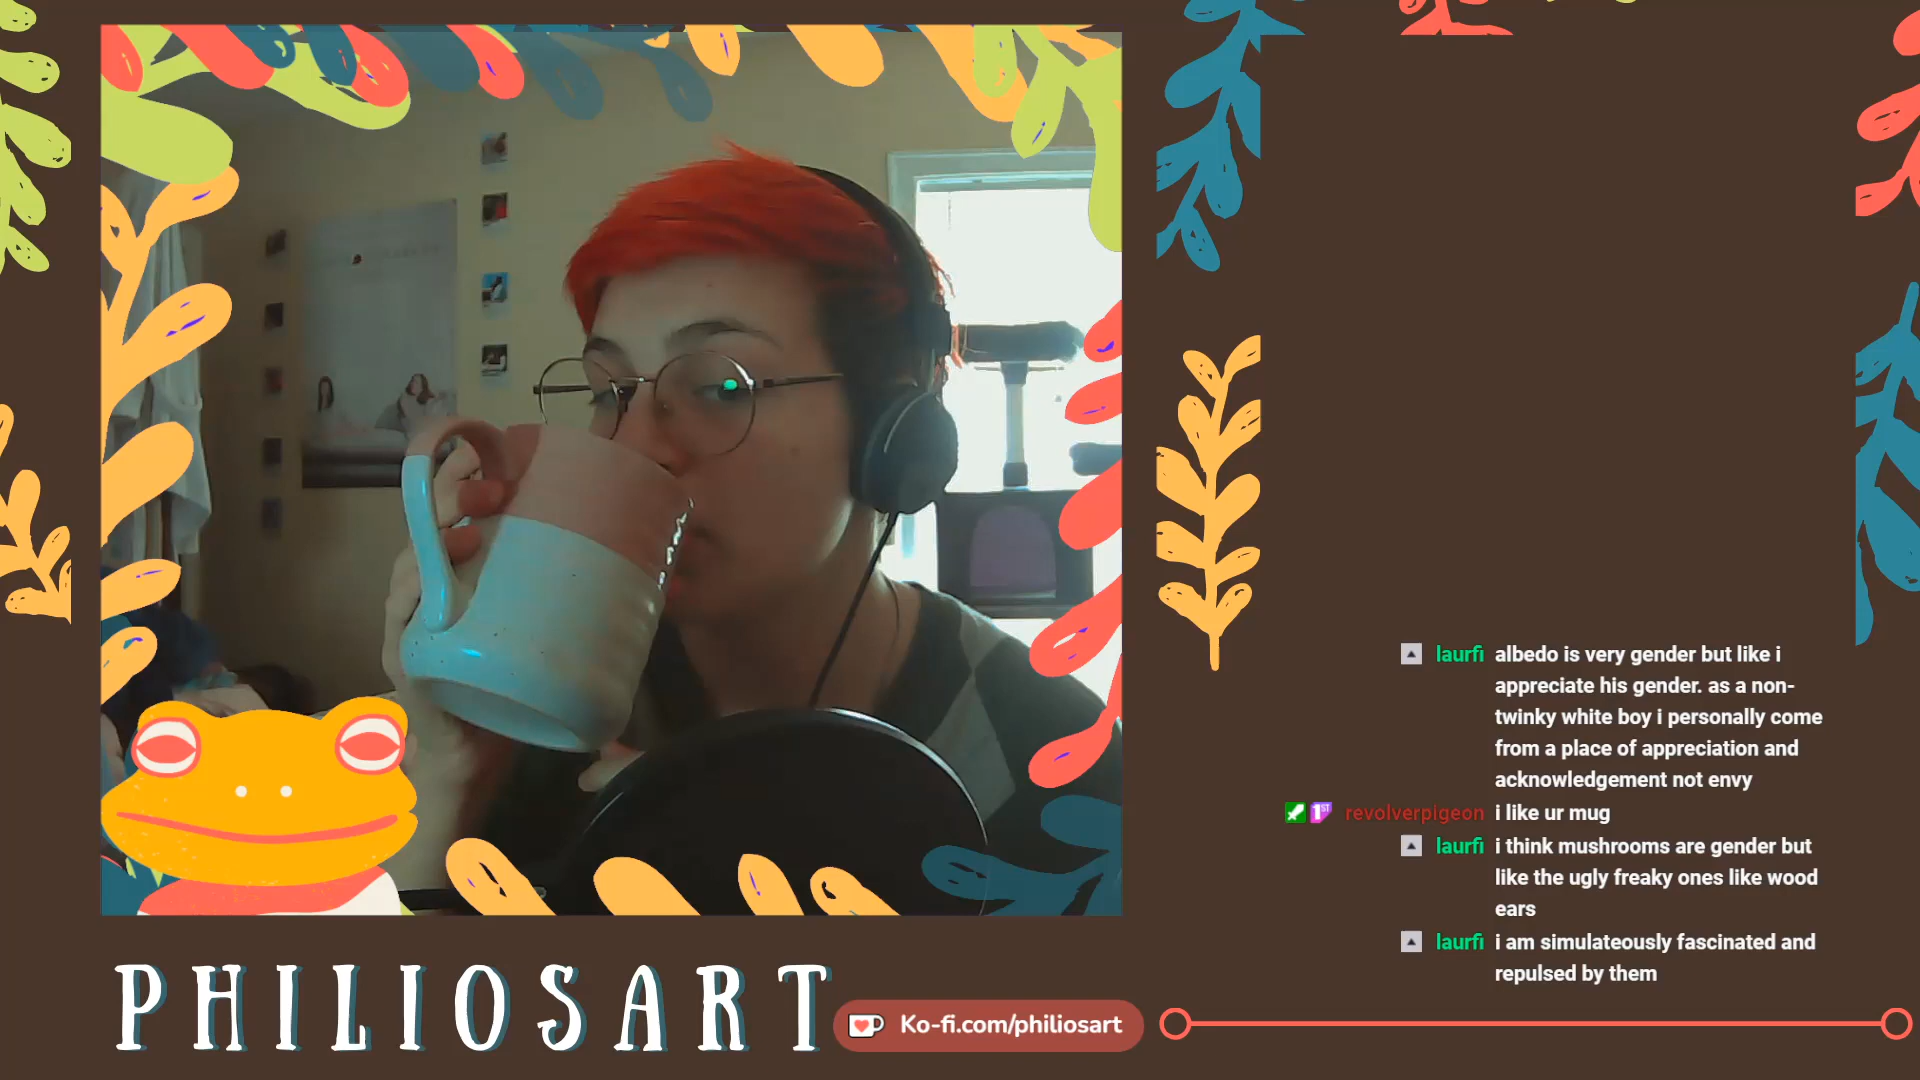 laurfi albedo is very gender but like i
appreciate his gender. as a non-
twinky white boy i personally come
from a place of appreciation and
acknowledgement not envy
1ST revolverpigeon i like ur mug
laurfi i think mushrooms are gender but
like the ugly freaky ones like wood
ears
laurfi i am simulateously fascinated and
repulsed by them
PHILIOSART
Ko-fi.com/philiosart